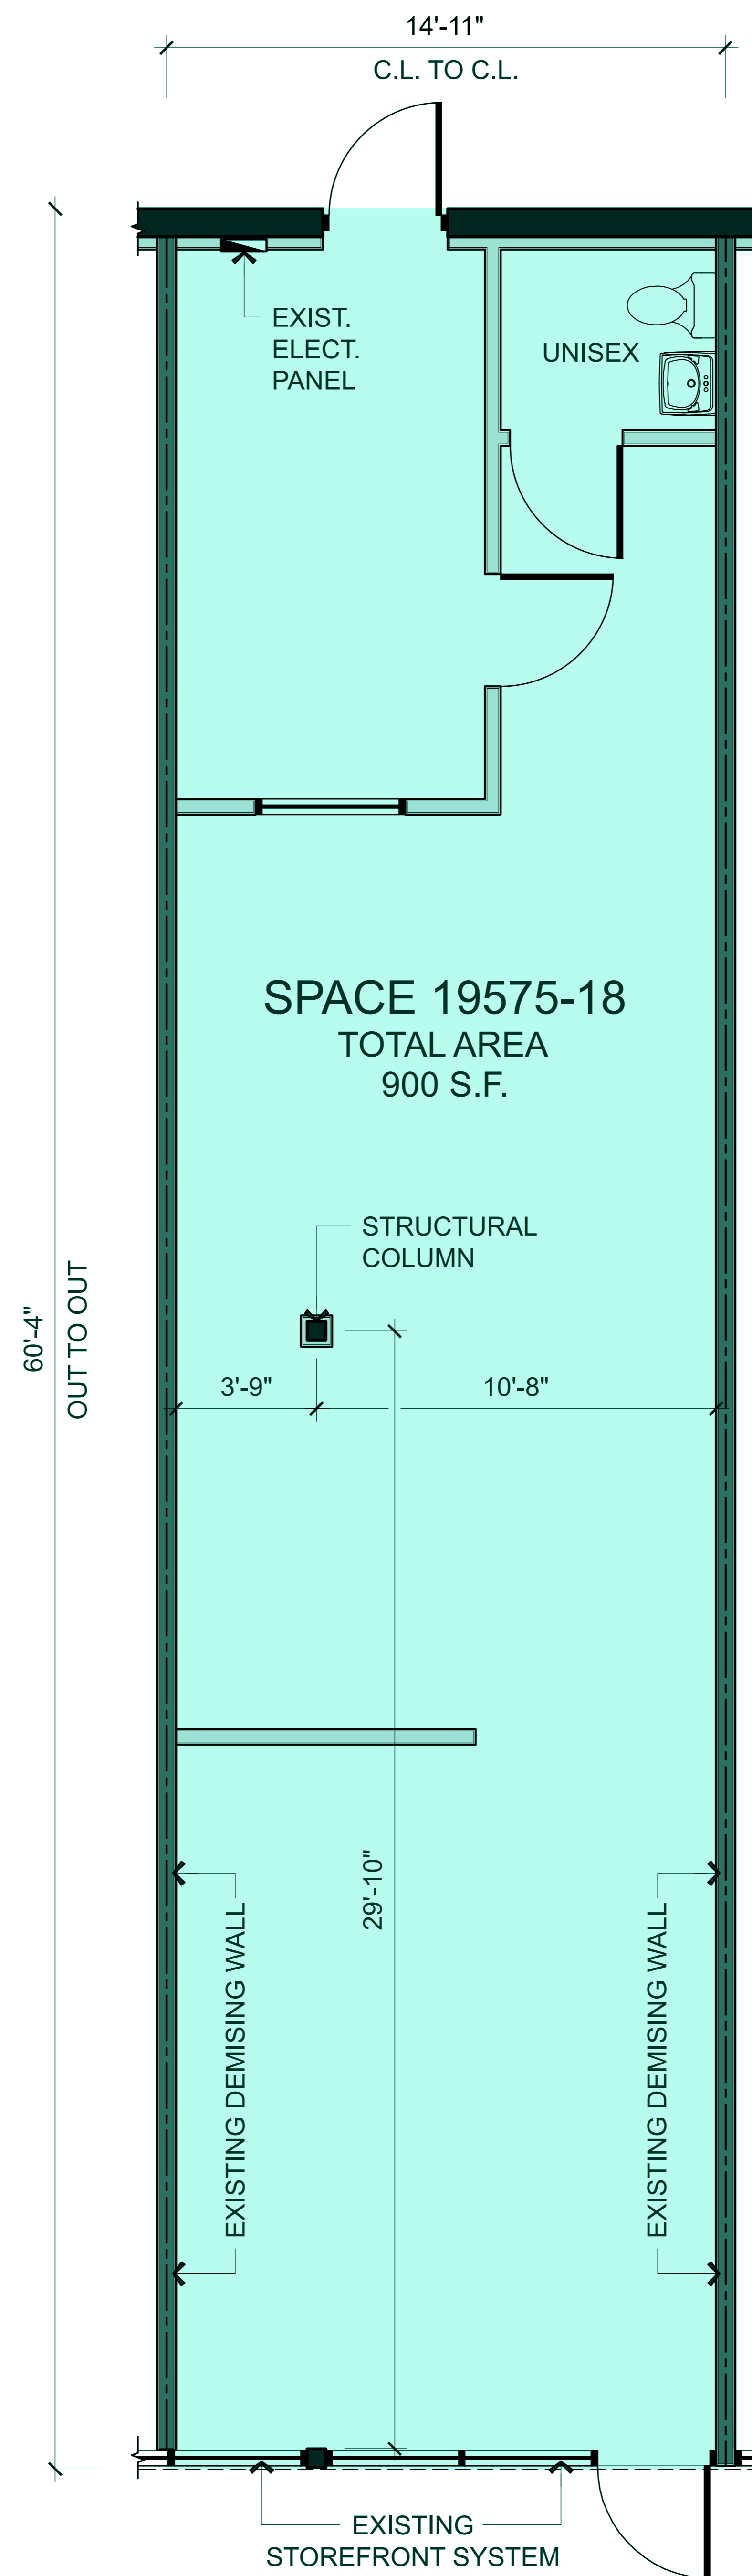 14'-11"
C.L. TO C.L.
EXIST.
ELECT.
PANEL
UNISEX
SPACE 19575-18
TOTAL AREA
900 S.F.
STRUCTURAL
COLUMN
60'-4"
OUT TO OUT
3'-9"
10'-8"
29'-10"
EXISTING DEMISING WALL
EXISTING DEMISING WALL
EXISTING
STOREFRONT SYSTEM